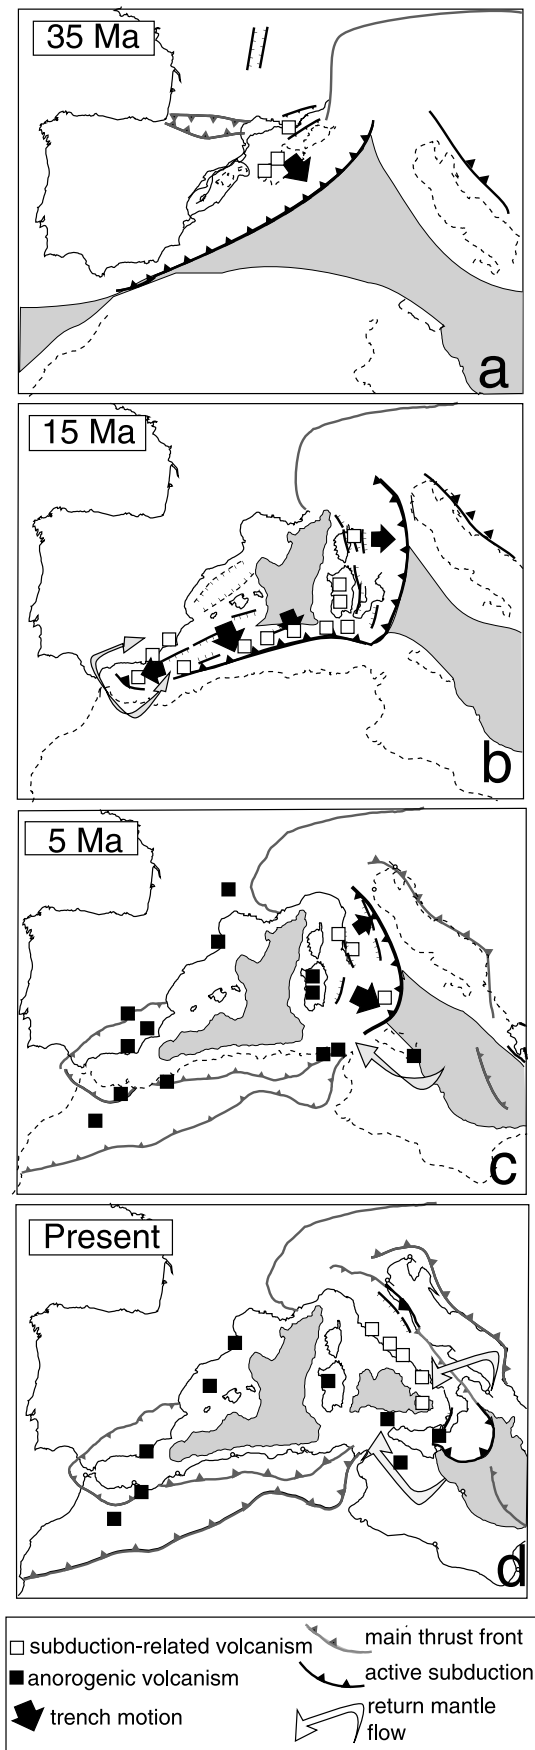 35 Ma
a
15 Ma
b
5 Ma
c
Present
d
subduction-related volcanism
main thrust front
anorogenic volcanism
active subduction
trench motion
return mantle
flow